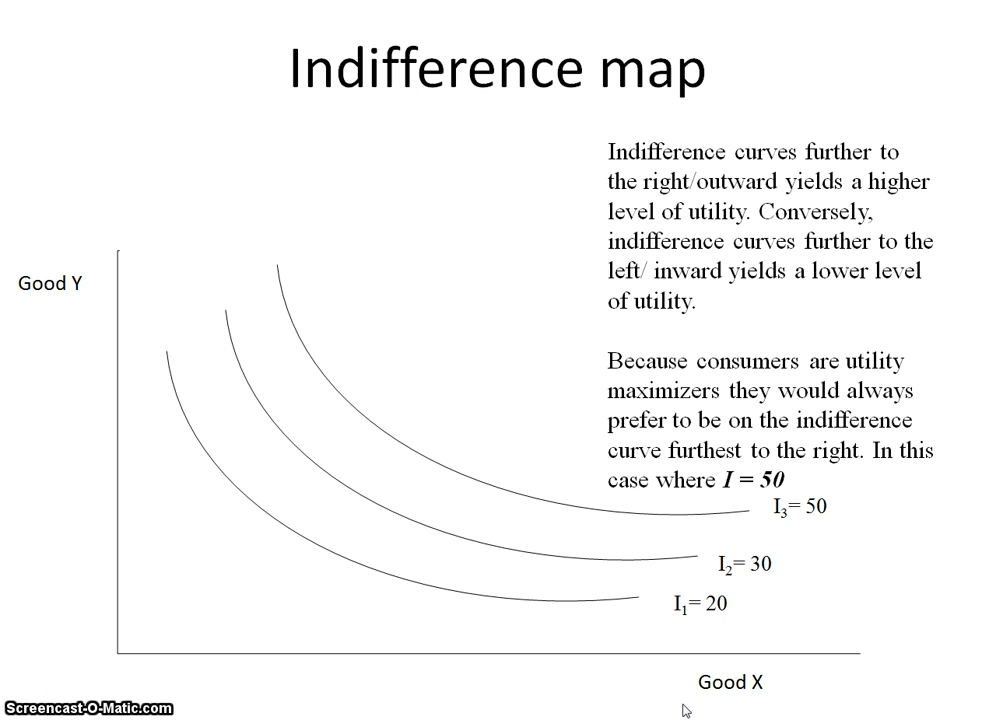 Indifference map
Indifference curves further to
the right/outward yields a higher
level of utility. Conversely,
indifference curves further to the
left/ inward yields a lower level
of utility.
Because consumers are utility
maximizers they would always
prefer to be on the indifference
curve furthest to the right. In this
case where I = 50
Good Y
I₃= 50
I₂= 30
I₁= 20
Good X
Screencast-O-Matic.com